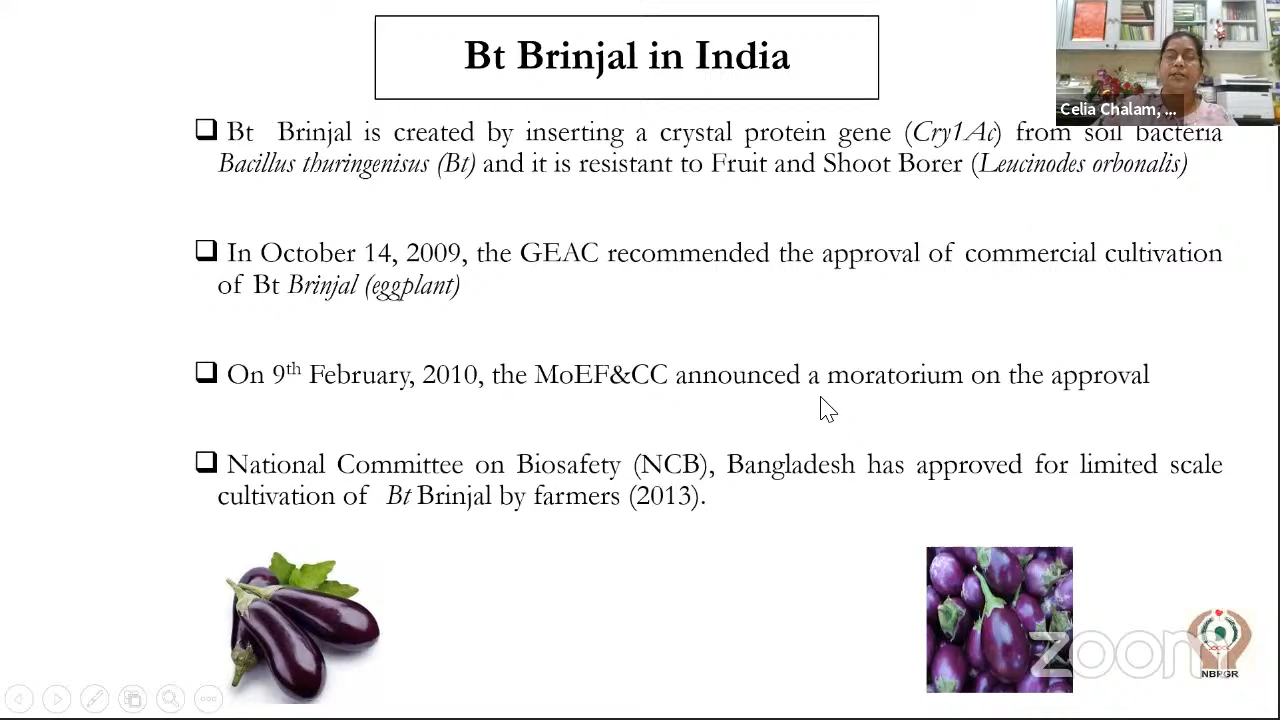 Bt Brinjal in India
Celia Chalam, ...
❑ Bt Brinjal is created by inserting a crystal protein gene (Cry1Ac) from soil bacteria
Bacillus thuringenisus (Bt) and it is resistant to Fruit and Shoot Borer (Leucinodes orbonalis)
❑ In October 14, 2009, the GEAC recommended the approval of commercial cultivation
of Bt Brinjal (eggplant)
❑ On 9th February, 2010, the MoEF&CC announced a moratorium on the approval
❑ National Committee on Biosafety (NCB), Bangladesh has approved for limited scale
cultivation of Bt Brinjal by farmers (2013).
zoom
NBPGR